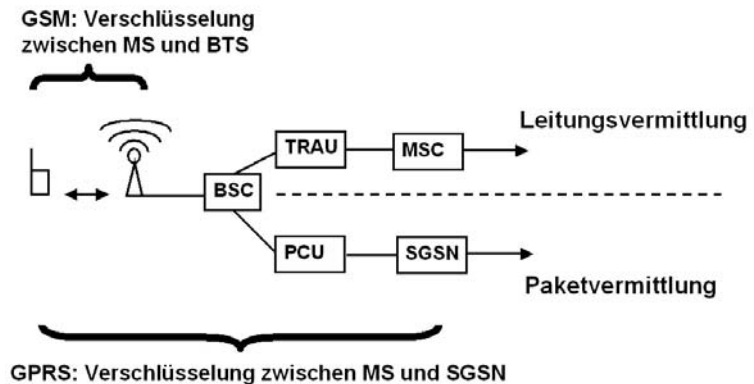 GSM: Verschlüsselung
zwischen MS und BTS
Leitungsvermittlung
TRAU
MSC
BSC
PCU
SGSN
Paketvermittlung
GPRS: Verschlüsselung zwischen MS und SGSN